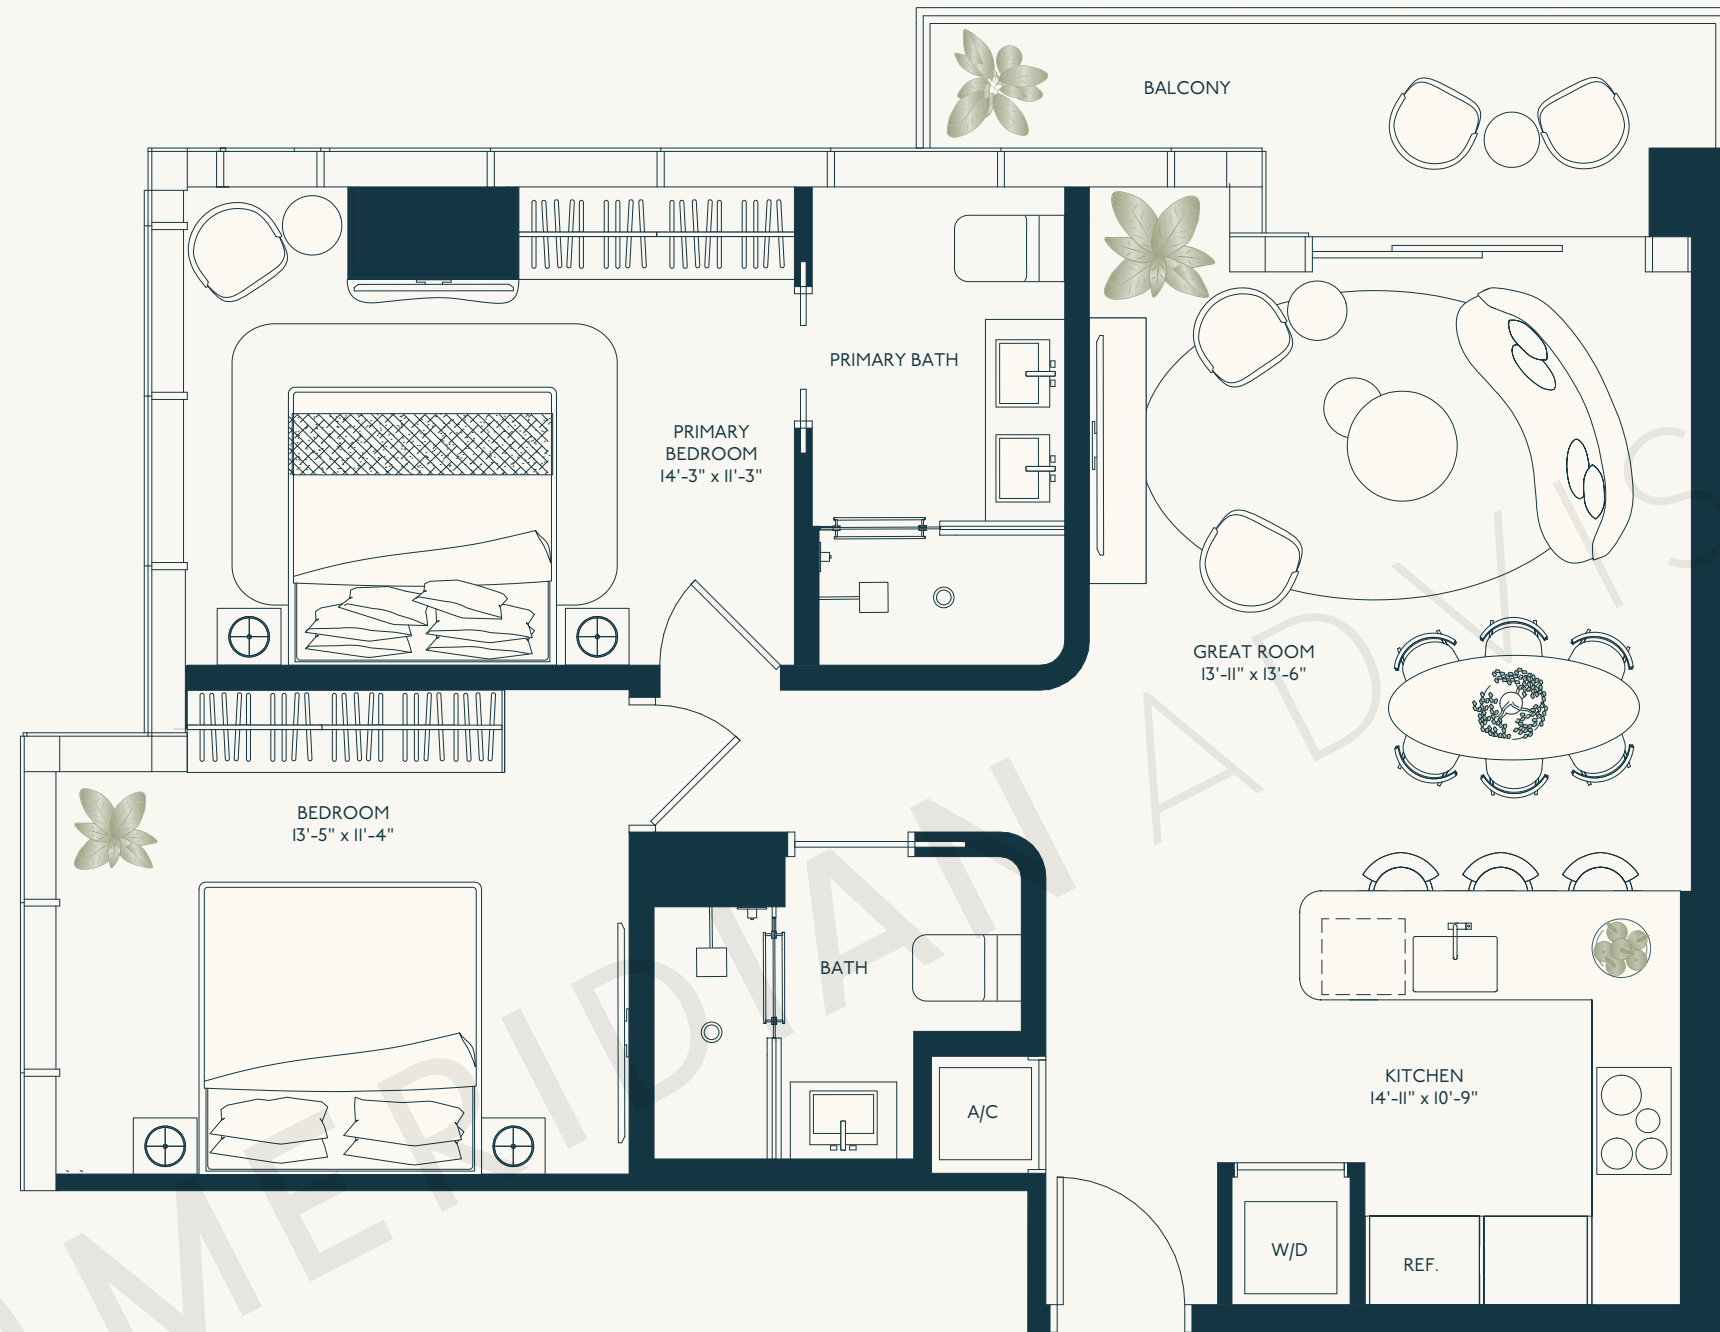 BALCONY
PRIMARY BATH
PRIMARY
BEDROOM
14'-3" x 11'-3"
GREAT ROOM
13'-11" x 13'-6"
BEDROOM
13'-5" x 11'-4"
BATH
KITCHEN
14'-11" x 10'-9"
A/C
W/D
REF.
MERIDIAN ADVIS